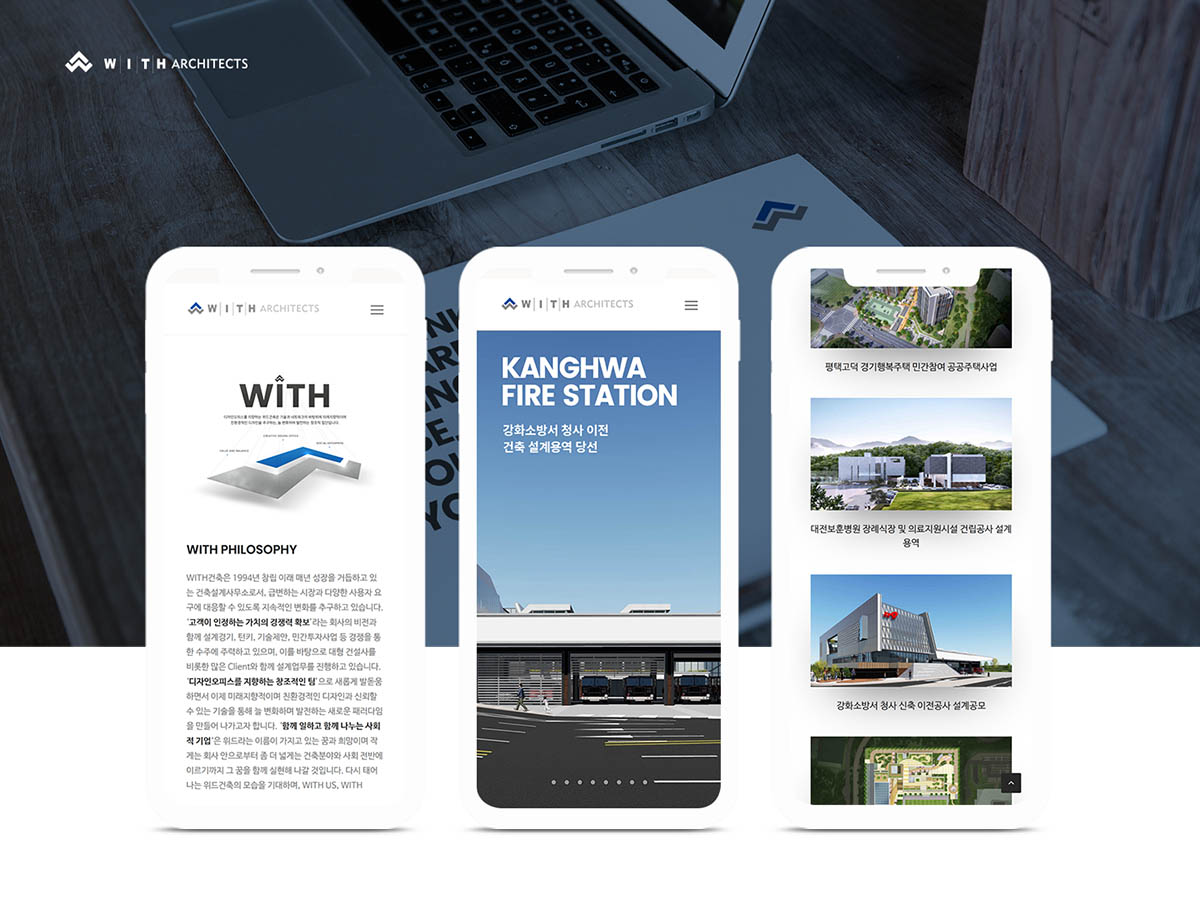 W|I|T|H ARCHITECTS
W|I|T|H ARCHITECTS
WITH
CREATIVE DESIGN OFFICE
VALUE AND BALANCE
WITH PHILOSOPHY
WITH건축은 1994년 창립 이래 매년 성장을 거듭하고 있
는 건축설계사무소로서, 급변하는 시장과 다양한 사용자 요
구에 대응할 수 있도록 지속적인 변화를 추구하고 있습니다.
'고객이 인정하는 가치의 경쟁력 확보'라는 회사의 비전과
함께 설계경기, 턴키, 기술제안, 민간투자사업 등 경쟁을 통
한 수주에 주력하고 있으며, 이를 바탕으로 대형 건설사를
비롯한 많은 Client와 함께 설계업무를 진행하고 있습니다.
'디자인오피스를 지향하는 창조적인 팀'으로 새롭게 발돋움
하면서 이제 미래지향적이며 친환경적인 디자인과 신뢰할
수 있는 기술을 통해 늘 변화하며 발전하는 새로운 패러다임
을 만들어 나가고자 합니다. '함께 일하고 함께 나누는 사회
적 기업'은 위드라는 이름이 가지고 있는 꿈과 희망이며 작
게는 회사 안으로부터 좀 더 넓게는 건축분야와 사회 전반에
이르기까지 그 꿈을 함께 실현해 나갈 것입니다. 다시 태어
나는 위드건축의 모습을 기대하며, WITH US, WITH
W|I|T|H ARCHITECTS
KANGHWA
FIRE STATION
강화소방서 청사 이전
건축 설계용역 당선
평택고덕 경기행복주택 민간참여 공공주택사업
대전보훈병원 장례식장 및 의료지원시설 건립공사 설계
용역
강화소방서 청사 신축 이전공사 설계공모